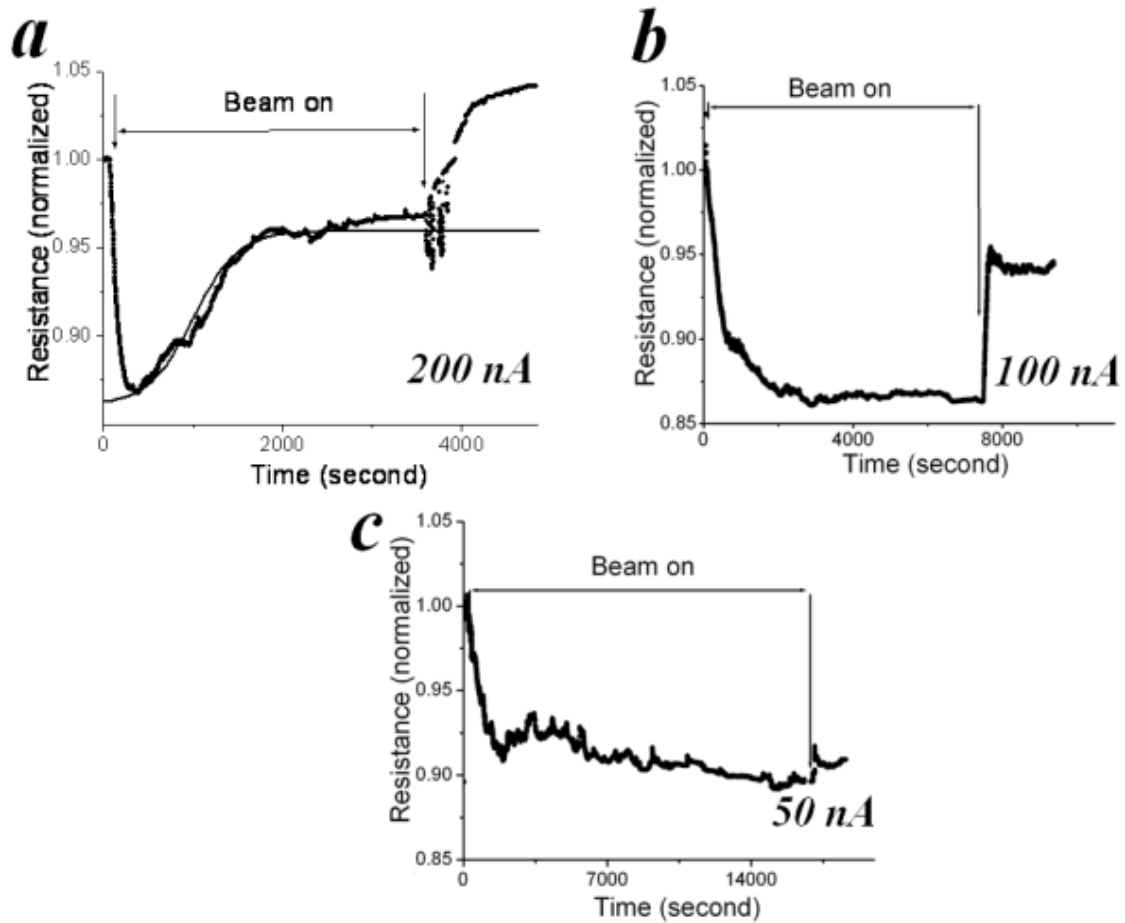 a
1.05
1.00
0.95
0.90
Resistance (normalized)
Beam on
200 nA
0
2000
4000
Time (second)
b
1.05
1.00
0.95
0.90
0.85
Resistance (normalized)
Beam on
100 nA
0
4000
8000
Time (second)
c
1.05
1.00
0.95
0.90
0.85
Resistance (normalized)
Beam on
50 nA
0
7000
14000
Time (second)